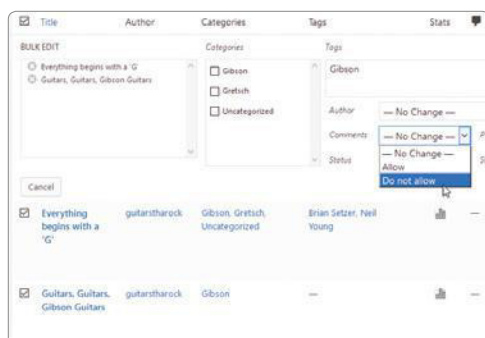 Title Author Categories Tags Stats
BULK EDIT Categories Tags
Everything begins with a 'G'
Guitars, Guitars, Gibson Guitars
Gibson
Gretsch
Uncategorized
Gibson
Author — No Change —
Comments — No Change —
— No Change —
Allow
Do not allow
Status
Cancel
Everything guitarstharock Gibson, Gretsch, Brian Setzer, Neil —
begins with a Uncategorized Young
'G'
Guitars, Guitars, guitarstharock Gibson — —
Gibson Guitars